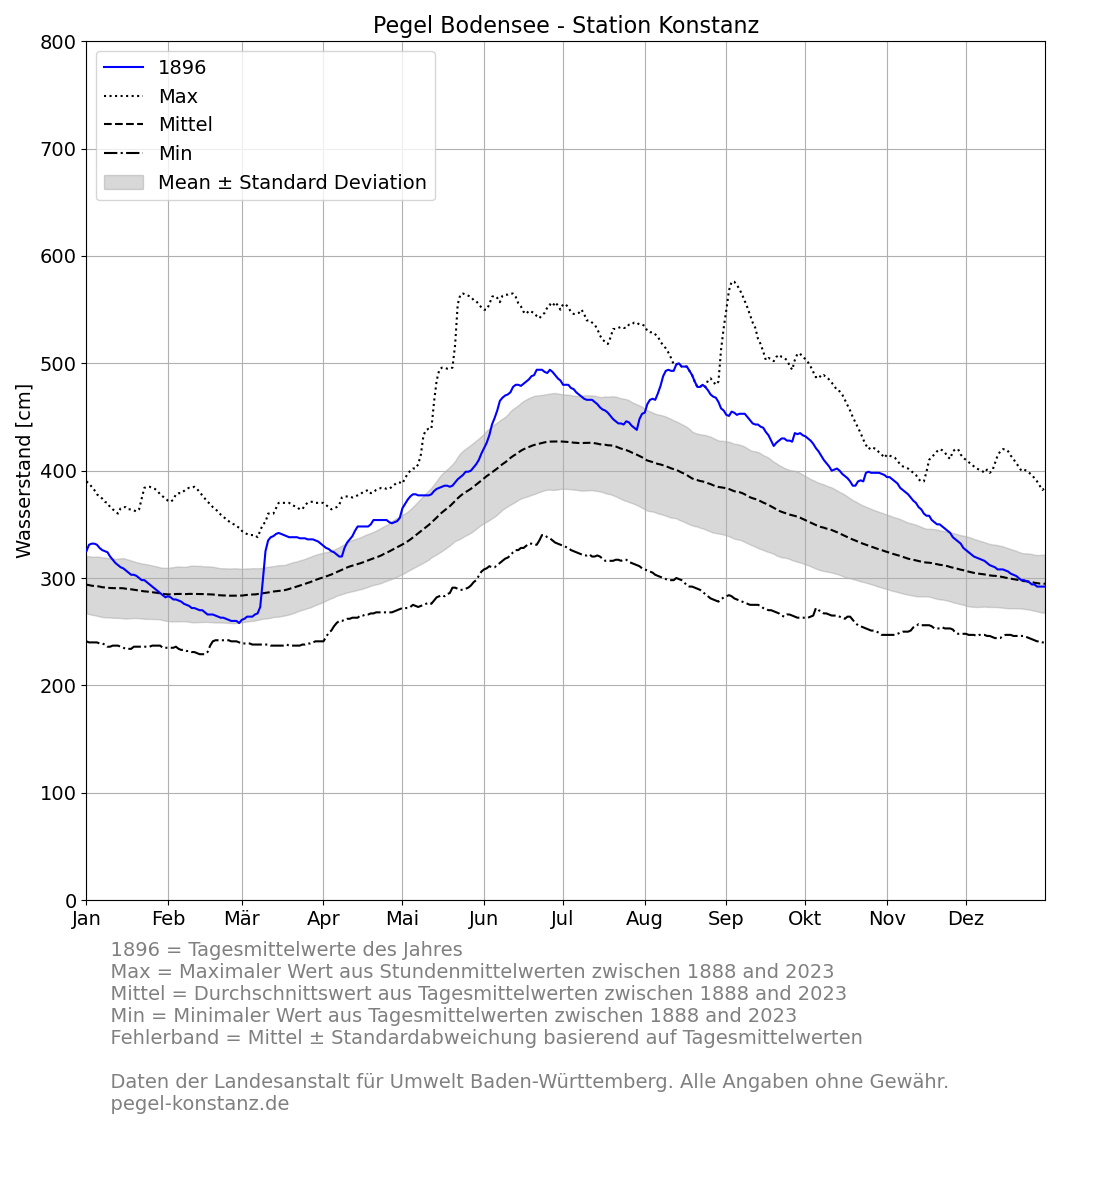 Pegel Bodensee - Station Konstanz
800
700
600
500
400
300
200
100
0
Wasserstand [cm]
1896
Max
Mittel
Min
Mean ± Standard Deviation
Jan Feb Mär Apr Mai Jun Jul Aug Sep Okt Nov Dez
1896 = Tagesmittelwerte des Jahres
Max = Maximaler Wert aus Stundenmittelwerten zwischen 1888 and 2023
Mittel = Durchschnittswert aus Tagesmittelwerten zwischen 1888 and 2023
Min = Minimaler Wert aus Tagesmittelwerten zwischen 1888 and 2023
Fehlerband = Mittel ± Standardabweichung basierend auf Tagesmittelwerten
Daten der Landesanstalt für Umwelt Baden-Württemberg. Alle Angaben ohne Gewähr.
pegel-konstanz.de